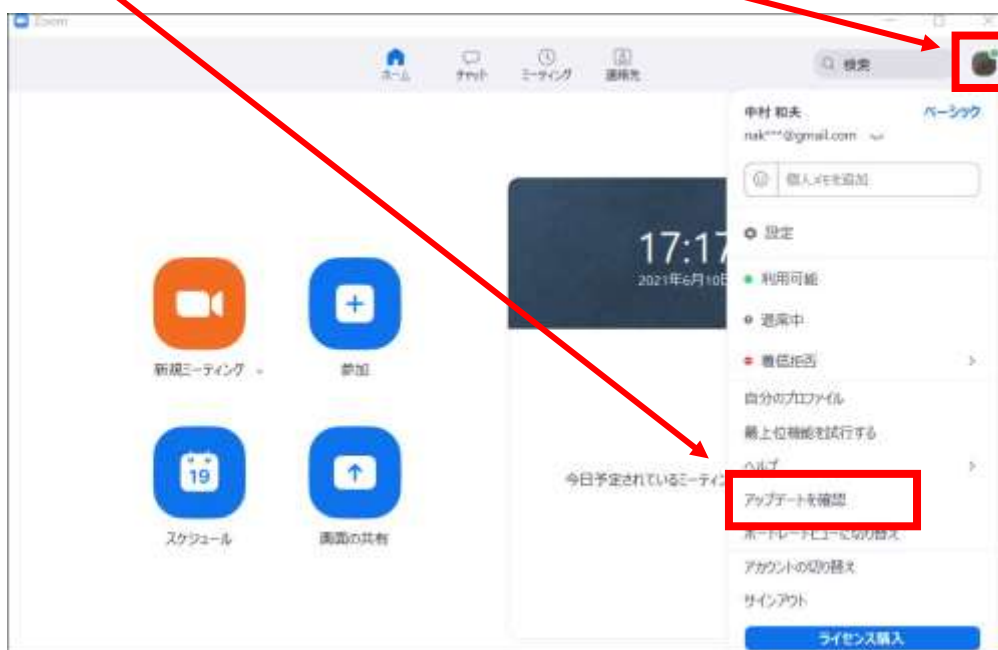 Zoom
ホーム
チャット
ミーティング
連絡先
検索
中村 和夫
ベーシック
nak***@gmail.com
個人メモを追加
設定
17:17
2021年6月10日
利用可能
退席中
着信拒否
新規ミーティング
参加
自分のプロファイル
最上位機能を試行する
ヘルプ
19
今日予定されているミーティン
アップデートを確認
スケジュール
画面の共有
ポートレートビューに切り替え
アカウントの切り替え
サインアウト
ライセンス購入